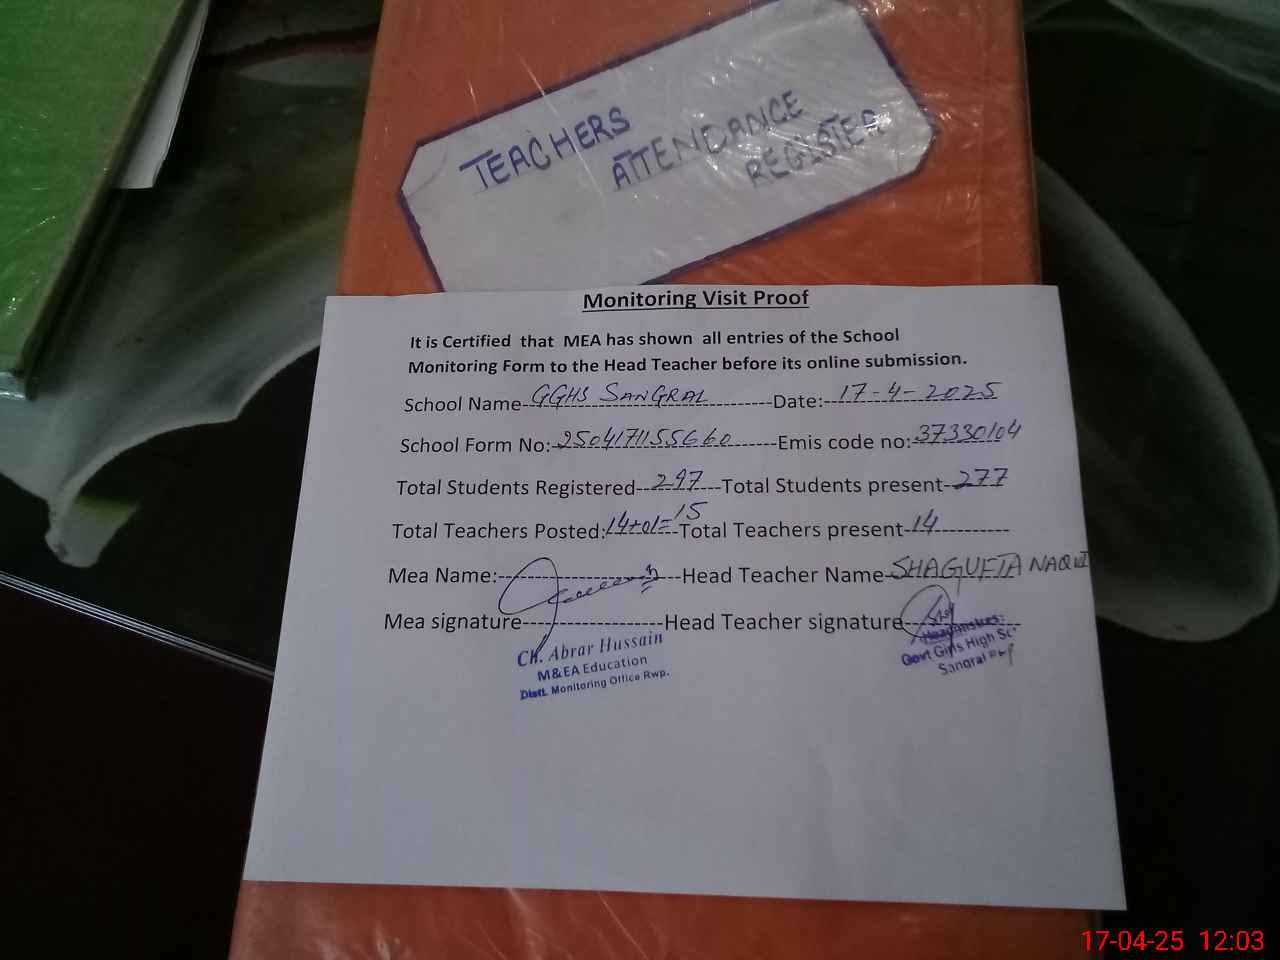 TEACHERS
ATTENDANCE
REGISTER
Monitoring Visit Proof
It is Certified that MEA has shown all entries of the School
Monitoring Form to the Head Teacher before its online submission.
School Name GGHS SANGRAL Date: 17-4-2025
School Form No: 2504171155660 Emis code no: 37330104
Total Students Registered 297 Total Students present 277
Total Teachers Posted: 14+01=15 Total Teachers present 14
Mea Name: Head Teacher Name SHAGUFTA NAQVI
Mea signature Head Teacher signature
Ch. Abrar Hussain
M&EA Education
Distt. Monitoring Office Rwp.
Headmistress
Govt Girls High Sc
Sangral
17-04-25 12:03